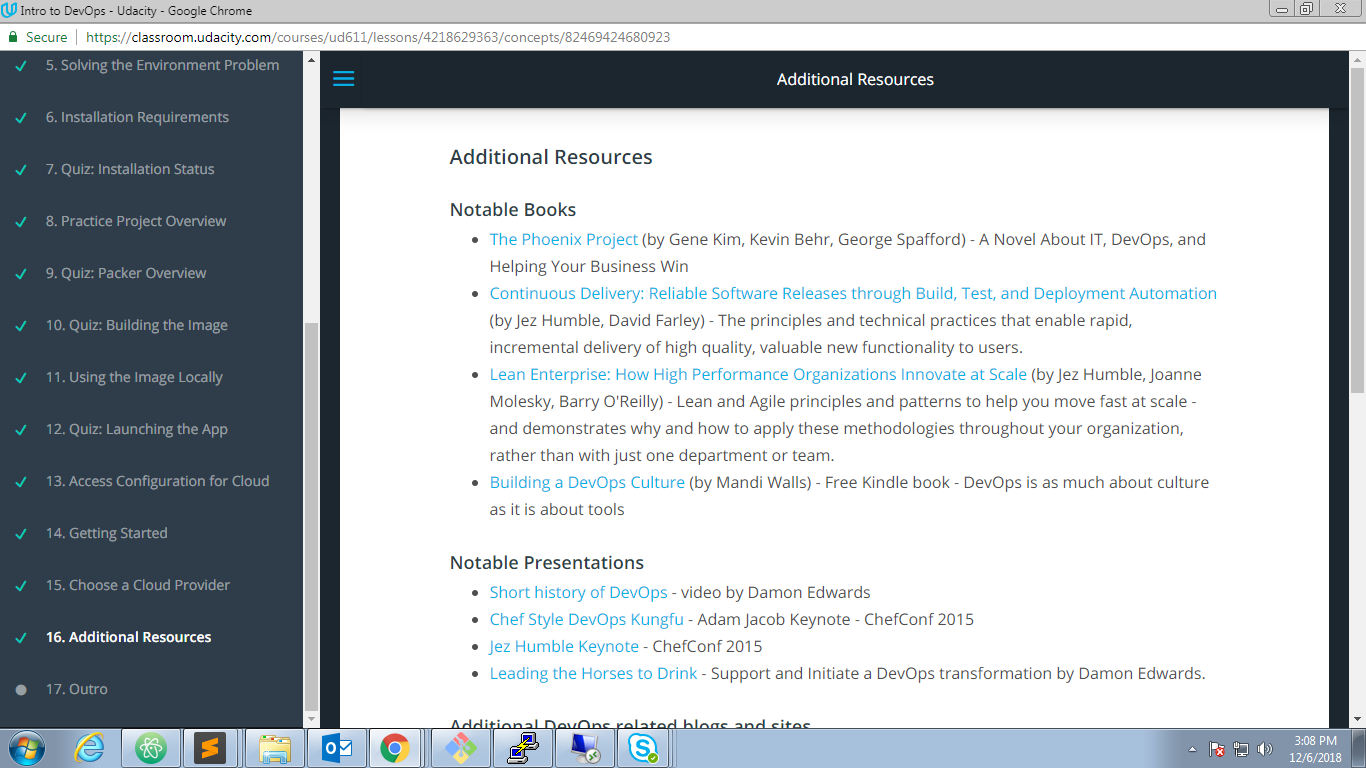 Intro to DevOps - Udacity - Google Chrome
Secure
https://classroom.udacity.com/courses/ud611/lessons/4218629363/concepts/82469424680923
5. Solving the Environment Problem
6. Installation Requirements
7. Quiz: Installation Status
8. Practice Project Overview
9. Quiz: Packer Overview
10. Quiz: Building the Image
11. Using the Image Locally
12. Quiz: Launching the App
13. Access Configuration for Cloud
14. Getting Started
15. Choose a Cloud Provider
16. Additional Resources
17. Outro
Additional Resources
Additional Resources
Notable Books
The Phoenix Project (by Gene Kim, Kevin Behr, George Spafford) - A Novel About IT, DevOps, and
Helping Your Business Win
Continuous Delivery: Reliable Software Releases through Build, Test, and Deployment Automation
(by Jez Humble, David Farley) - The principles and technical practices that enable rapid,
incremental delivery of high quality, valuable new functionality to users.
Lean Enterprise: How High Performance Organizations Innovate at Scale (by Jez Humble, Joanne
Molesky, Barry O'Reilly) - Lean and Agile principles and patterns to help you move fast at scale -
and demonstrates why and how to apply these methodologies throughout your organization,
rather than with just one department or team.
Building a DevOps Culture (by Mandi Walls) - Free Kindle book - DevOps is as much about culture
as it is about tools
Notable Presentations
Short history of DevOps - video by Damon Edwards
Chef Style DevOps Kungfu - Adam Jacob Keynote - ChefConf 2015
Jez Humble Keynote - ChefConf 2015
Leading the Horses to Drink - Support and Initiate a DevOps transformation by Damon Edwards.
Additional DevOps related blogs and sites
3:08 PM
12/6/2018